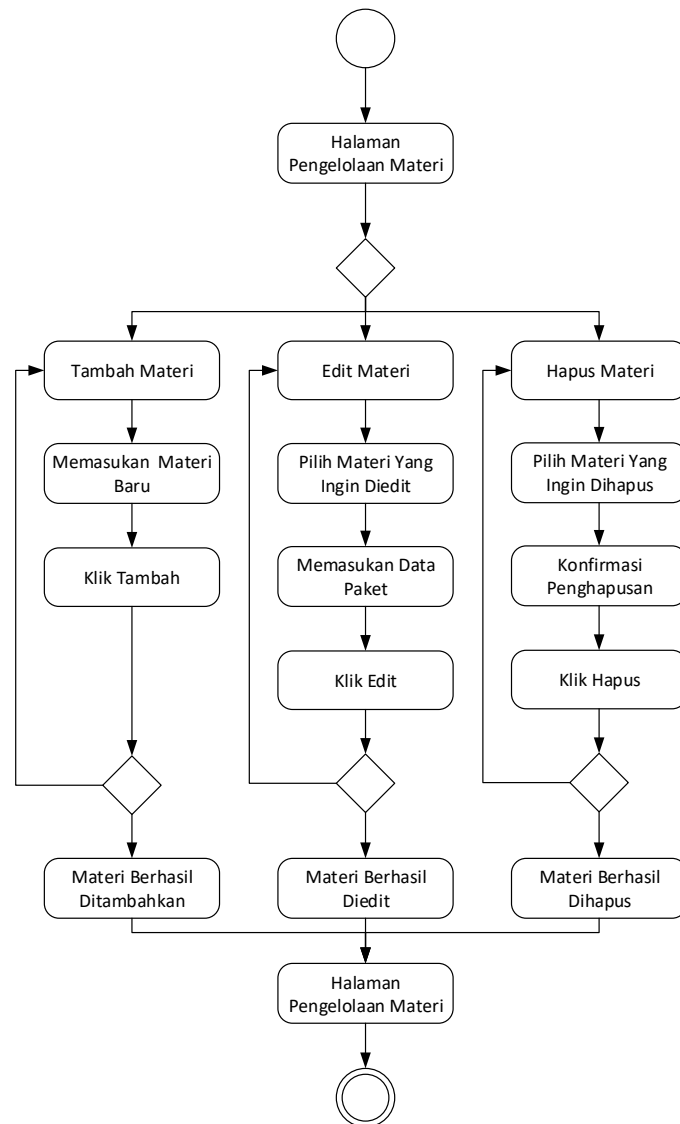 Halaman
Pengelolaan Materi
Tambah Materi
Edit Materi
Hapus Materi
Memasukan Materi
Baru
Pilih Materi Yang
Ingin Diedit
Pilih Materi Yang
Ingin Dihapus
Klik Tambah
Memasukan Data
Paket
Konfirmasi
Penghapusan
Klik Edit
Klik Hapus
Materi Berhasil
Ditambahkan
Materi Berhasil
Diedit
Materi Berhasil
Dihapus
Halaman
Pengelolaan Materi